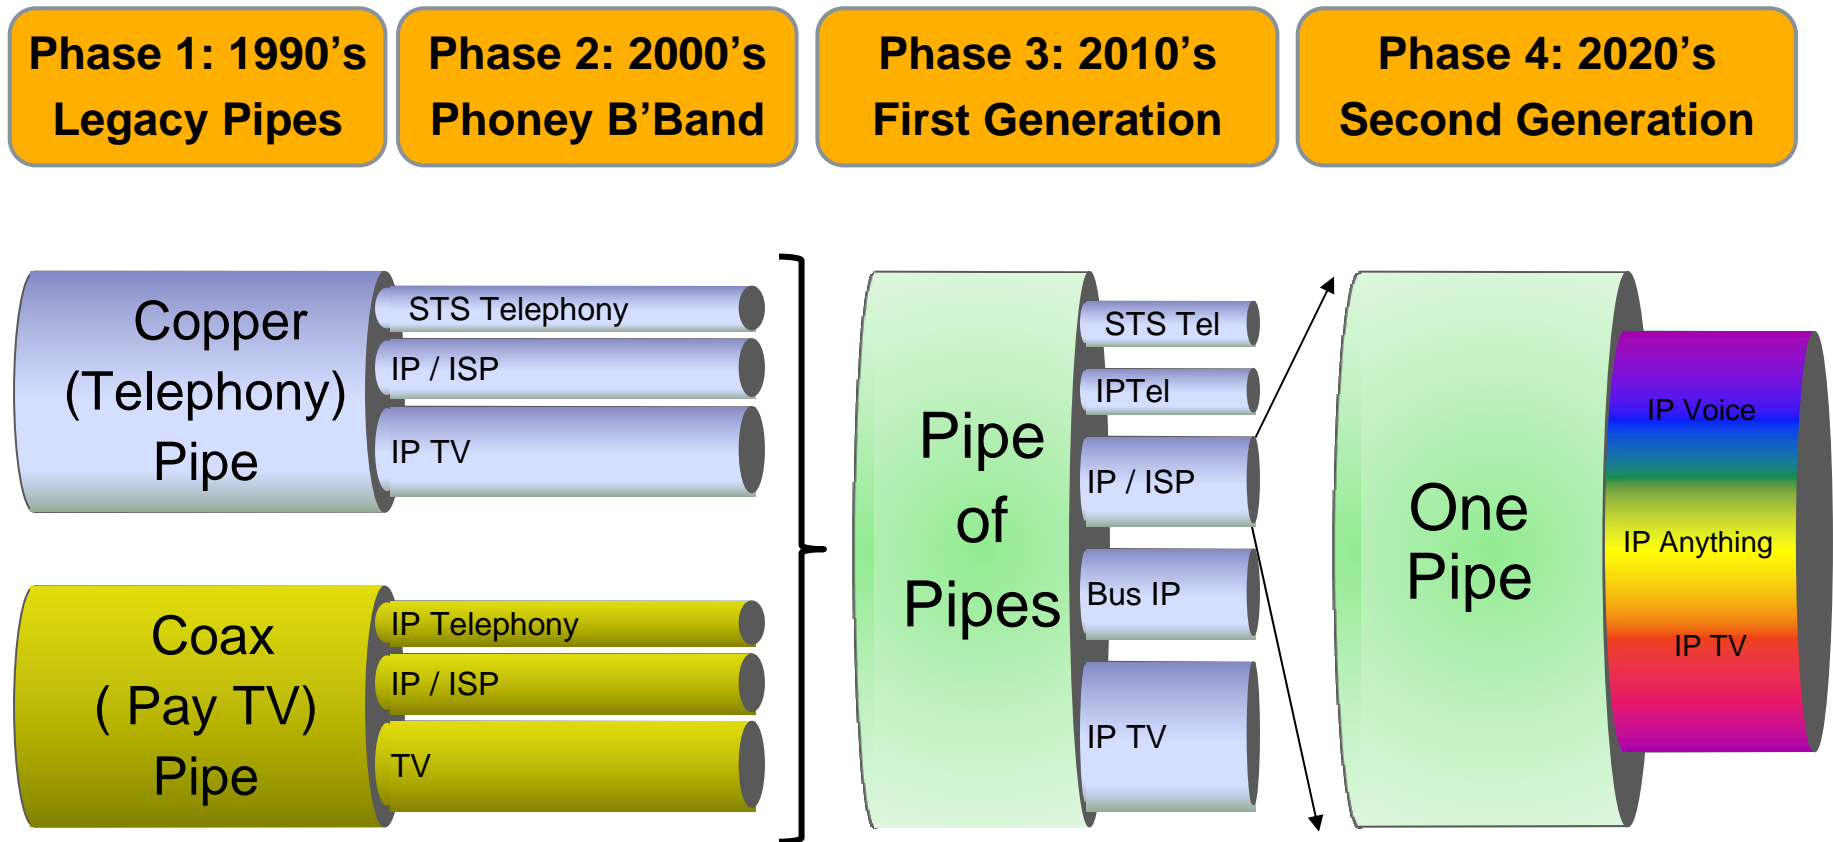 Phase 1: 1990's
Legacy Pipes
Phase 2: 2000's
Phoney B'Band
Phase 3: 2010's
First Generation
Phase 4: 2020's
Second Generation
Copper
(Telephony)
Pipe
STS Telephony
IP / ISP
IP TV
Coax
( Pay TV)
Pipe
IP Telephony
IP / ISP
TV
Pipe
of
Pipes
STS Tel
IPTel
IP / ISP
Bus IP
IP TV
One
Pipe
IP Voice
IP Anything
IP TV